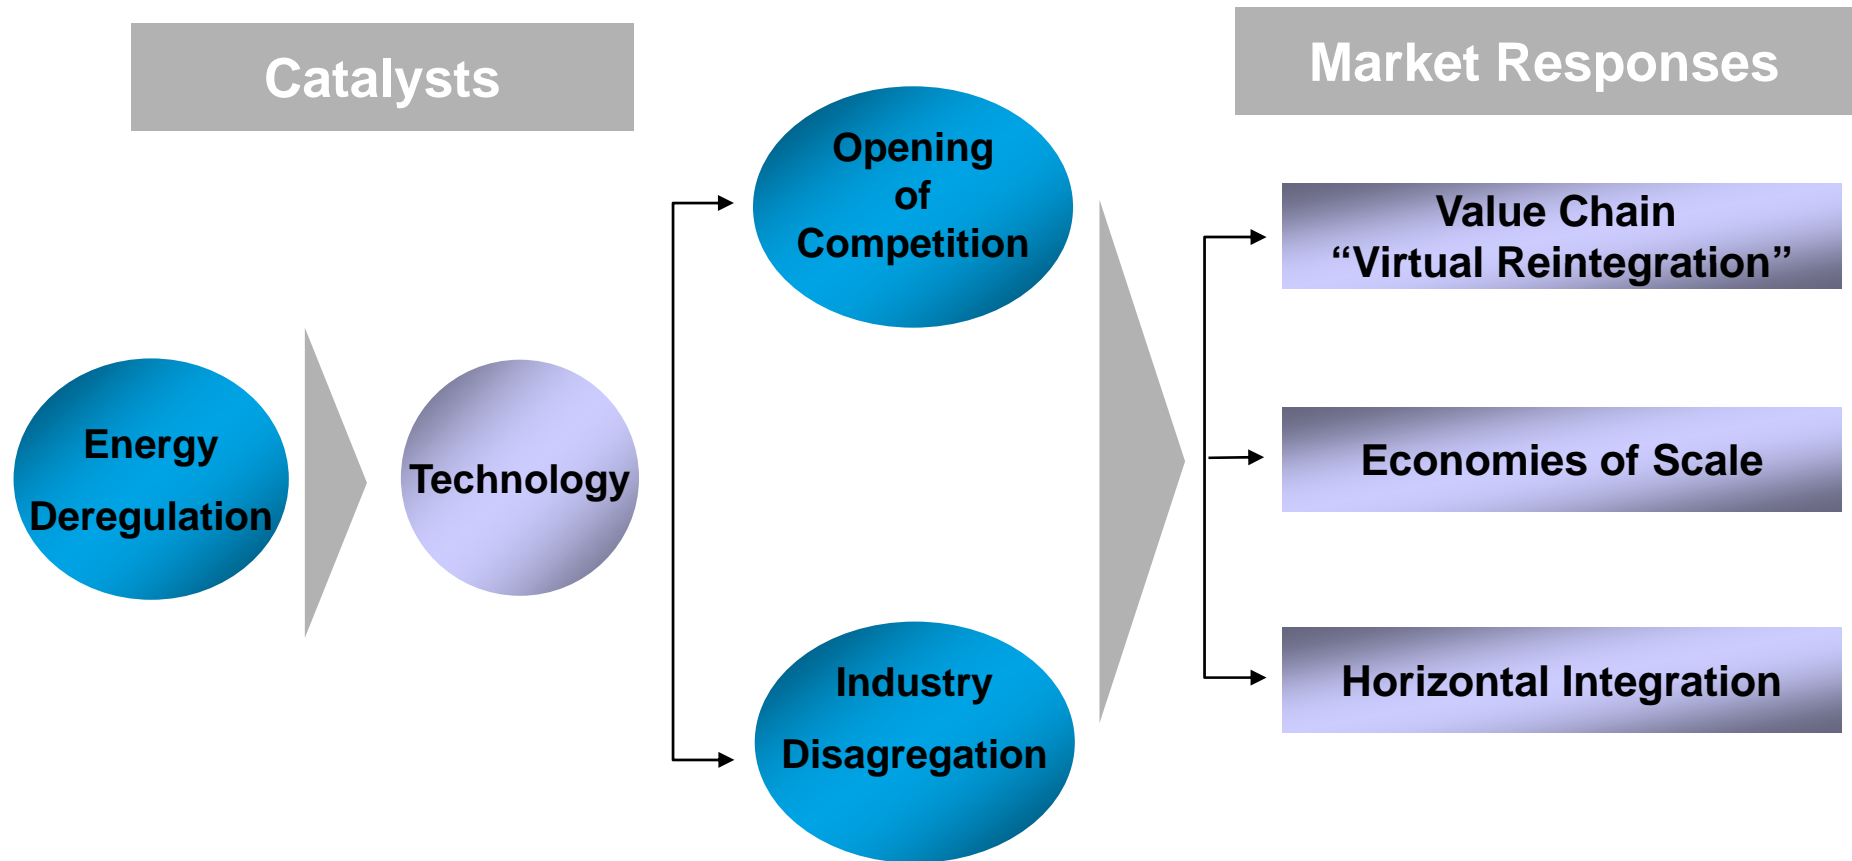 Catalysts
Market Responses
Energy
Deregulation
Technology
Opening
of
Competition
Industry
Disagregation
Value Chain
“Virtual Reintegration”
Economies of Scale
Horizontal Integration